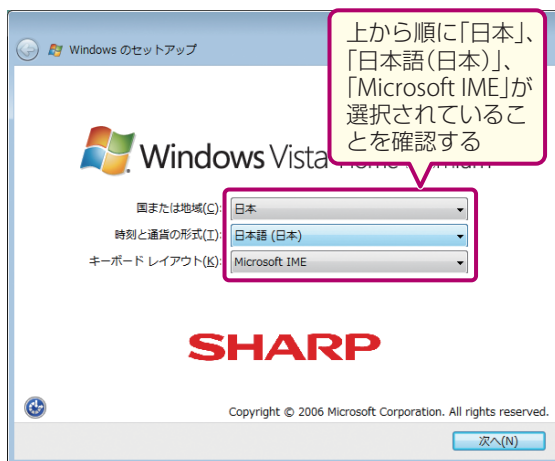 上から順に「日本」、
「日本語(日本)」、
「Microsoft IME」が
選択されているこ
とを確認する
Windows のセットアップ
Windows Vista
国または地域(C): 日本
時刻と通貨の形式(T): 日本語 (日本)
キーボード レイアウト(K): Microsoft IME
SHARP
Copyright © 2006 Microsoft Corporation. All rights reserved.
次へ(N)